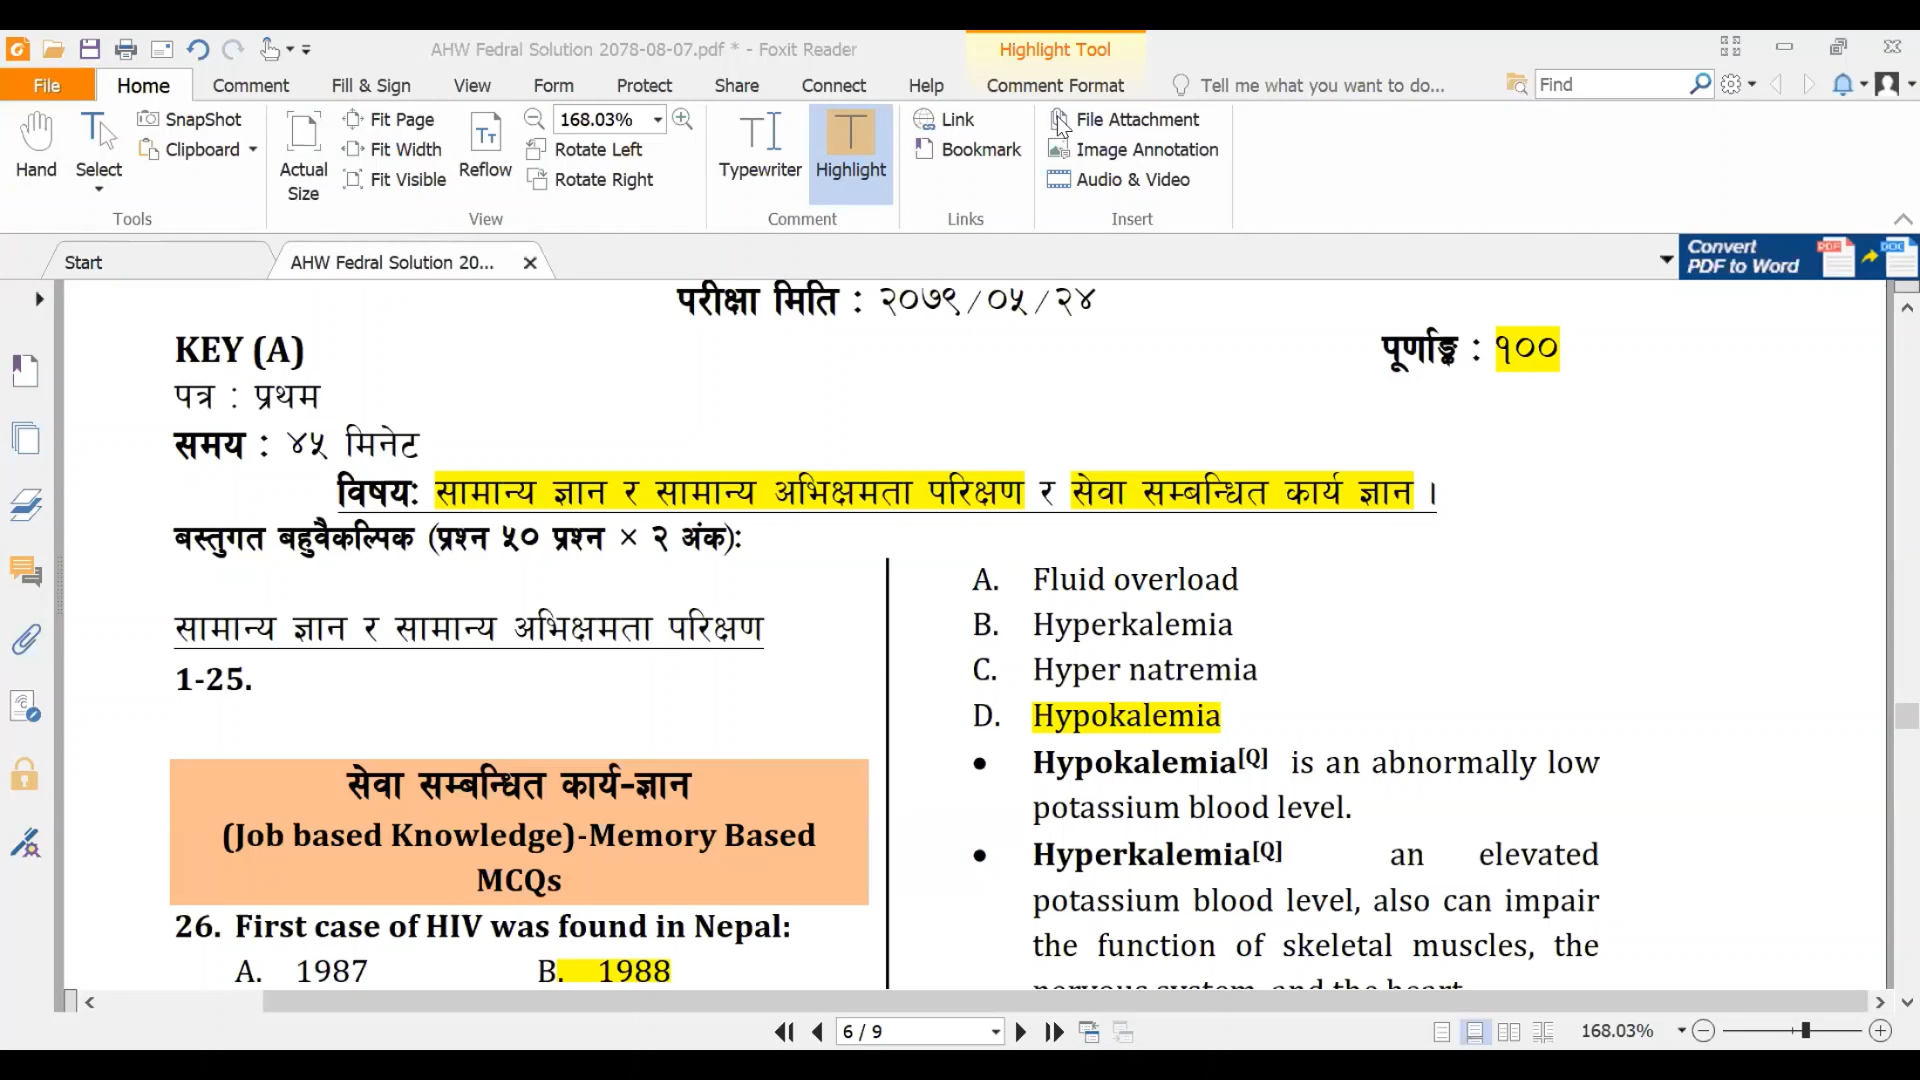 AHW Fedral Solution 2078-08-07.pdf * - Foxit Reader
Highlight Tool
File
Home
Comment
Fill & Sign
View
Form
Protect
Share
Connect
Help
Comment Format
Tell me what you want to do...
Find
Hand
Select
SnapShot
Clipboard
Tools
Actual
Size
Fit Page
Fit Width
Fit Visible
Reflow
168.03%
Rotate Left
Rotate Right
View
Typewriter
Highlight
Comment
Link
Bookmark
Links
File Attachment
Image Annotation
Audio & Video
Insert
Start
AHW Fedral Solution 20...
Convert
PDF to Word
PDF
DOC
परीक्षा मिति : २०७९/०५/२४
KEY (A)
पूर्णाङ्क : १००
पत्र : प्रथम
समय : ४५ मिनेट
विषयः सामान्य ज्ञान र सामान्य अभिक्षमता परिक्षण र सेवा सम्बन्धित कार्य ज्ञान ।
बस्तुगत बहुवैकल्पिक (प्रश्न ५० प्रश्न × २ अंक)ः
सामान्य ज्ञान र सामान्य अभिक्षमता परिक्षण
1-25.
सेवा सम्बन्धित कार्य-ज्ञान
(Job based Knowledge)-Memory Based
MCQs
26. First case of HIV was found in Nepal:
A. 1987 B. 1988
A. Fluid overload
B. Hyperkalemia
C. Hyper natremia
D. Hypokalemia
• Hypokalemia[Q] is an abnormally low
potassium blood level.
• Hyperkalemia[Q] an elevated
potassium blood level, also can impair
the function of skeletal muscles, the
nervous system, and the heart
6 / 9
168.03%